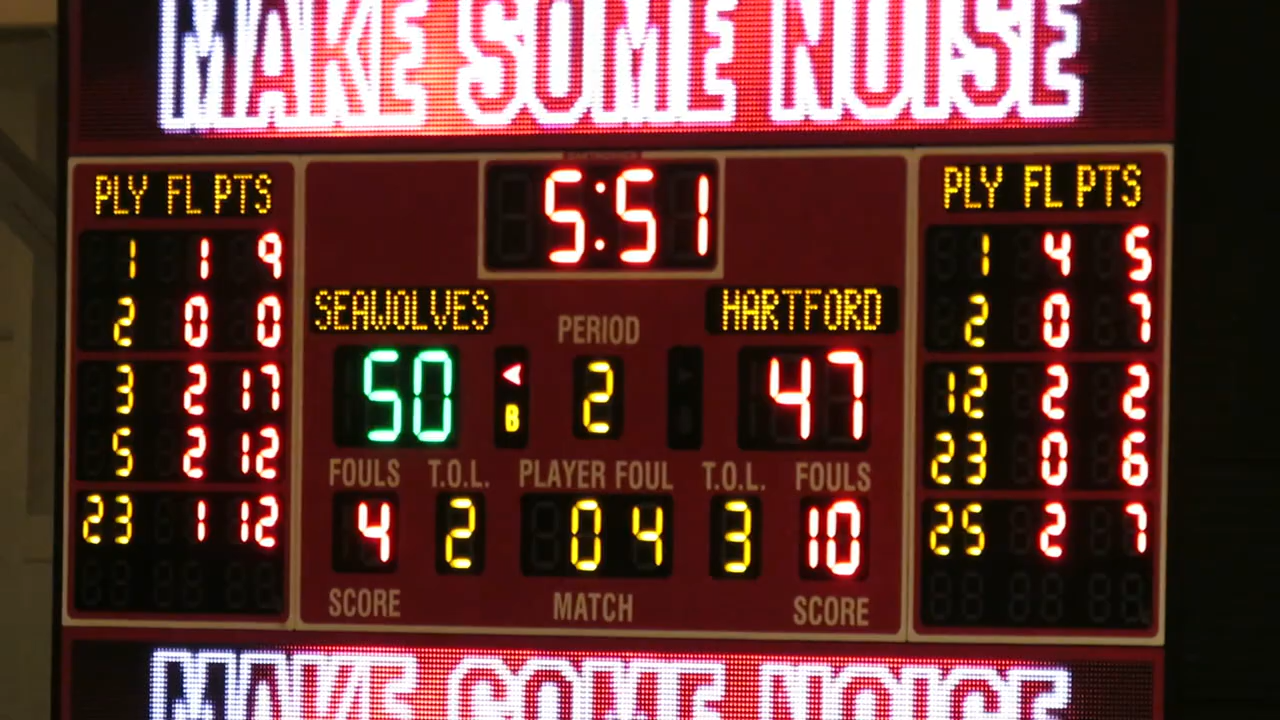 MAKE SOME NOISE
5:51
PLY FL PTS
1 1 9
2 0 0
3 2 17
5 2 12
23 1 12
SEAWOLVES
PERIOD
HARTFORD
50
B
2
47
FOULS T.O.L. PLAYER FOUL T.O.L. FOULS
4 2 04 3 10
SCORE MATCH SCORE
PLY FL PTS
1 4 5
2 0 7
12 2 2
23 0 6
25 2 7
MAKE SOME NOISE